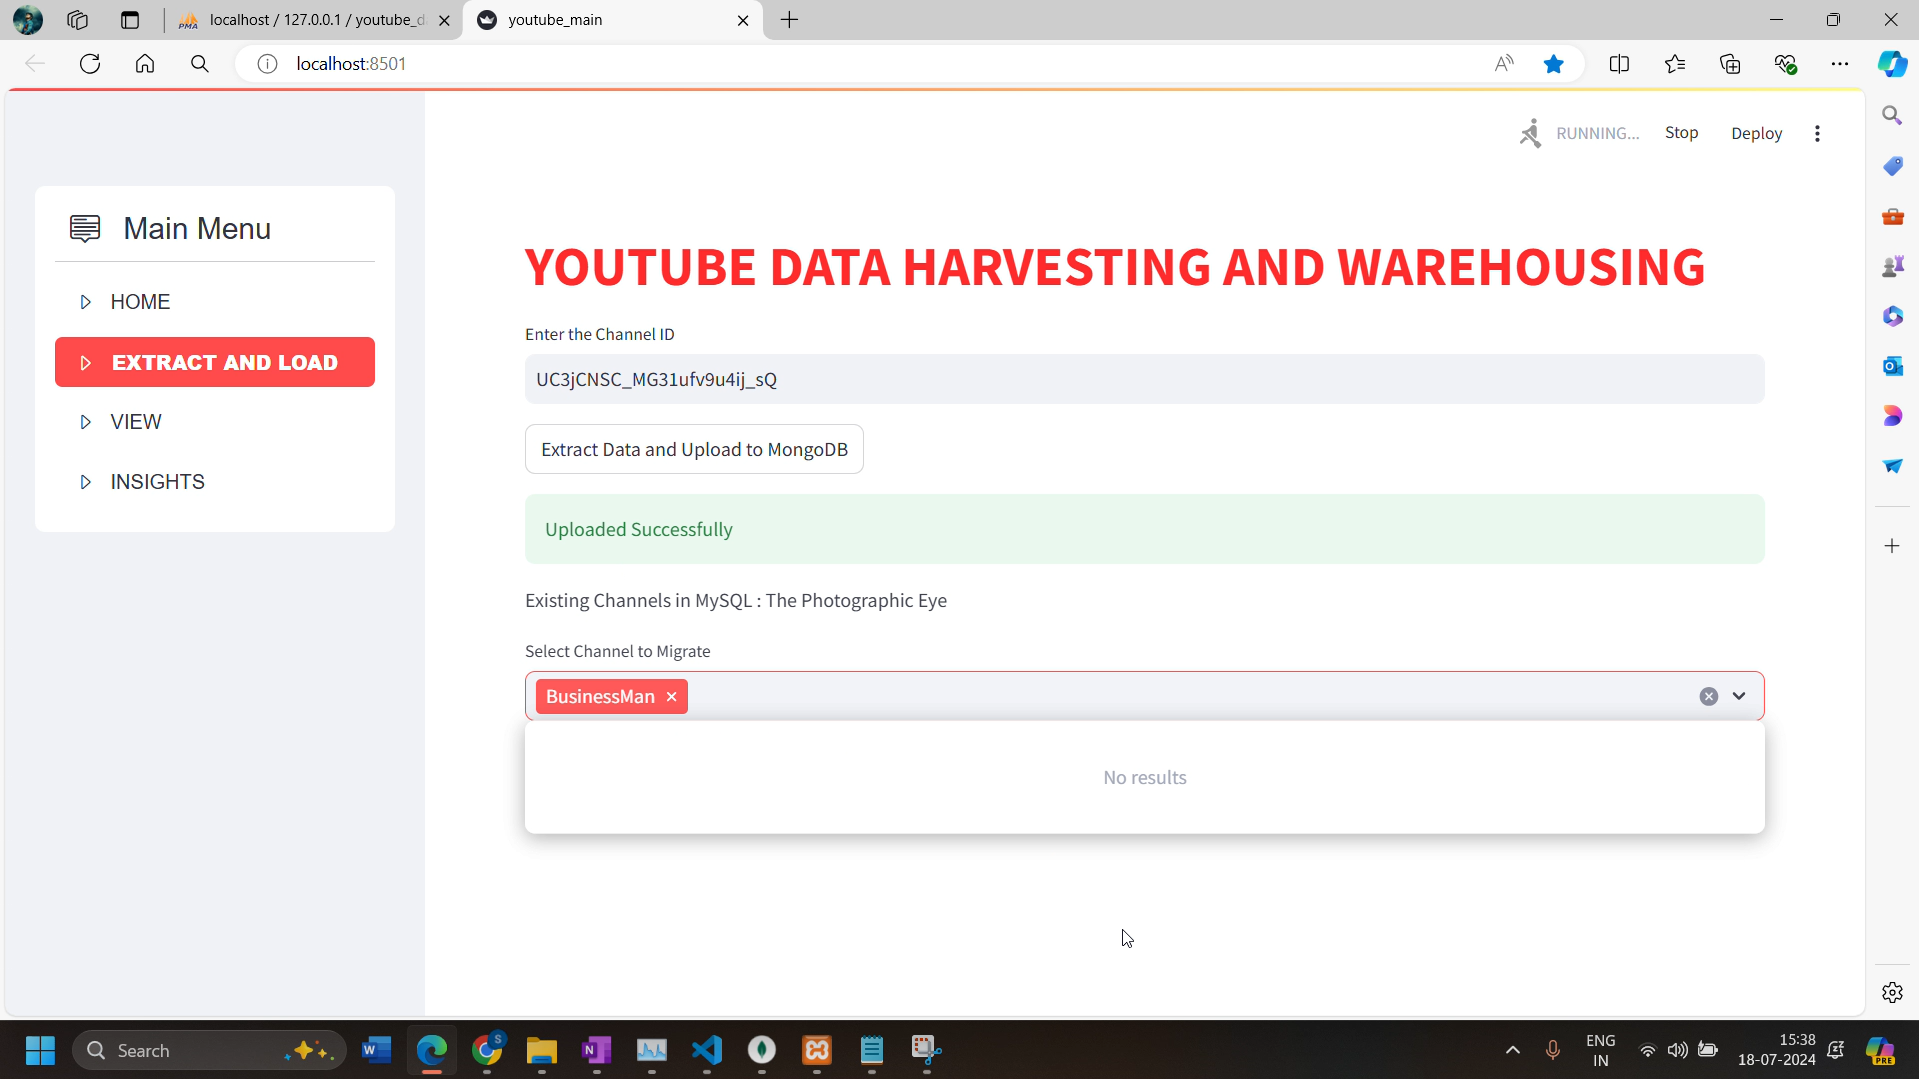 localhost / 127.0.0.1 / youtube_d
youtube_main
localhost:8501
RUNNING...
Stop
Deploy
Main Menu
HOME
EXTRACT AND LOAD
VIEW
INSIGHTS
YOUTUBE DATA HARVESTING AND WAREHOUSING
Enter the Channel ID
UC3jCNSC_MG31ufv9u4ij_sQ
Extract Data and Upload to MongoDB
Uploaded Successfully
Existing Channels in MySQL : The Photographic Eye
Select Channel to Migrate
BusinessMan
No results
Search
ENG
IN
15:38
18-07-2024